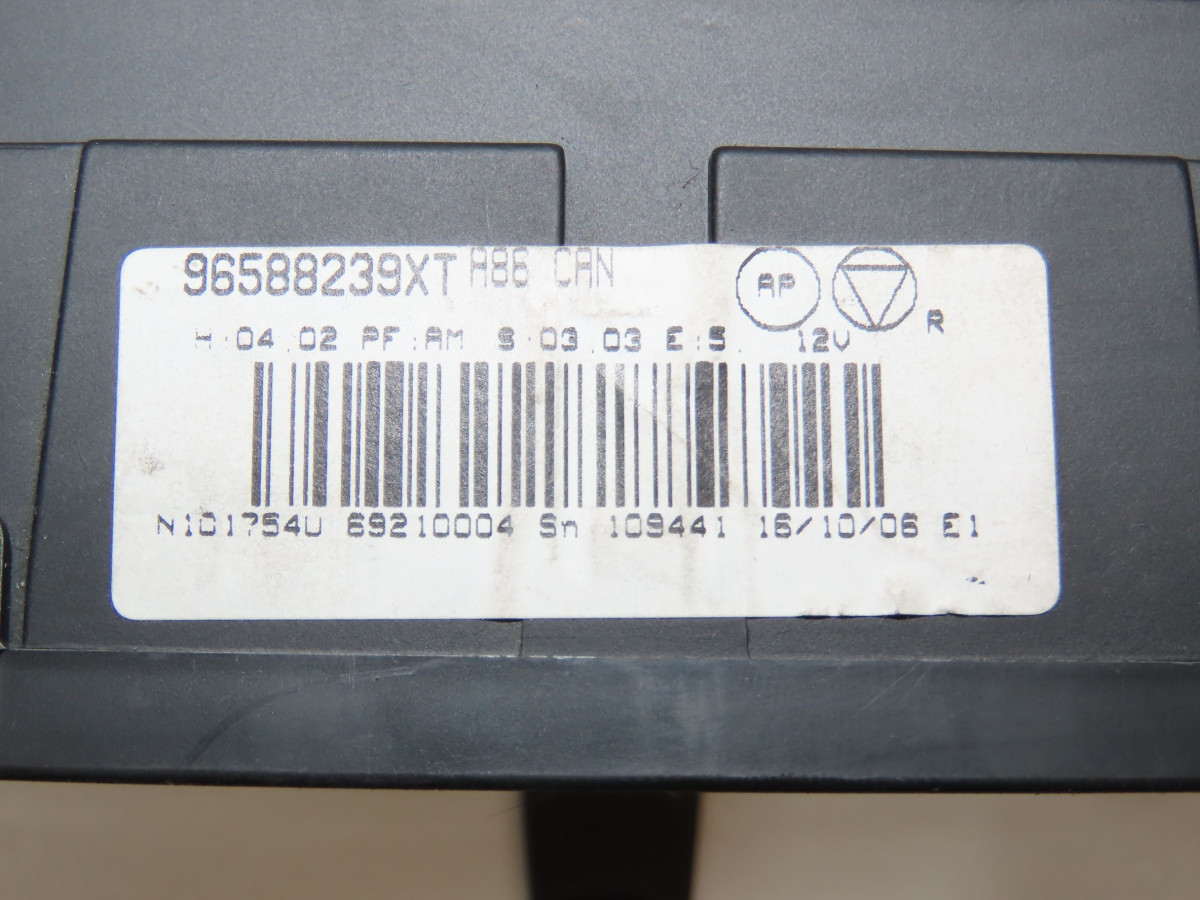 96588239XT A86 CAN AP
R
H:04.02 PF:AM S:03.03 E:5. 12V
N101754U 69210004 Sn 109441 16/10/06 E1